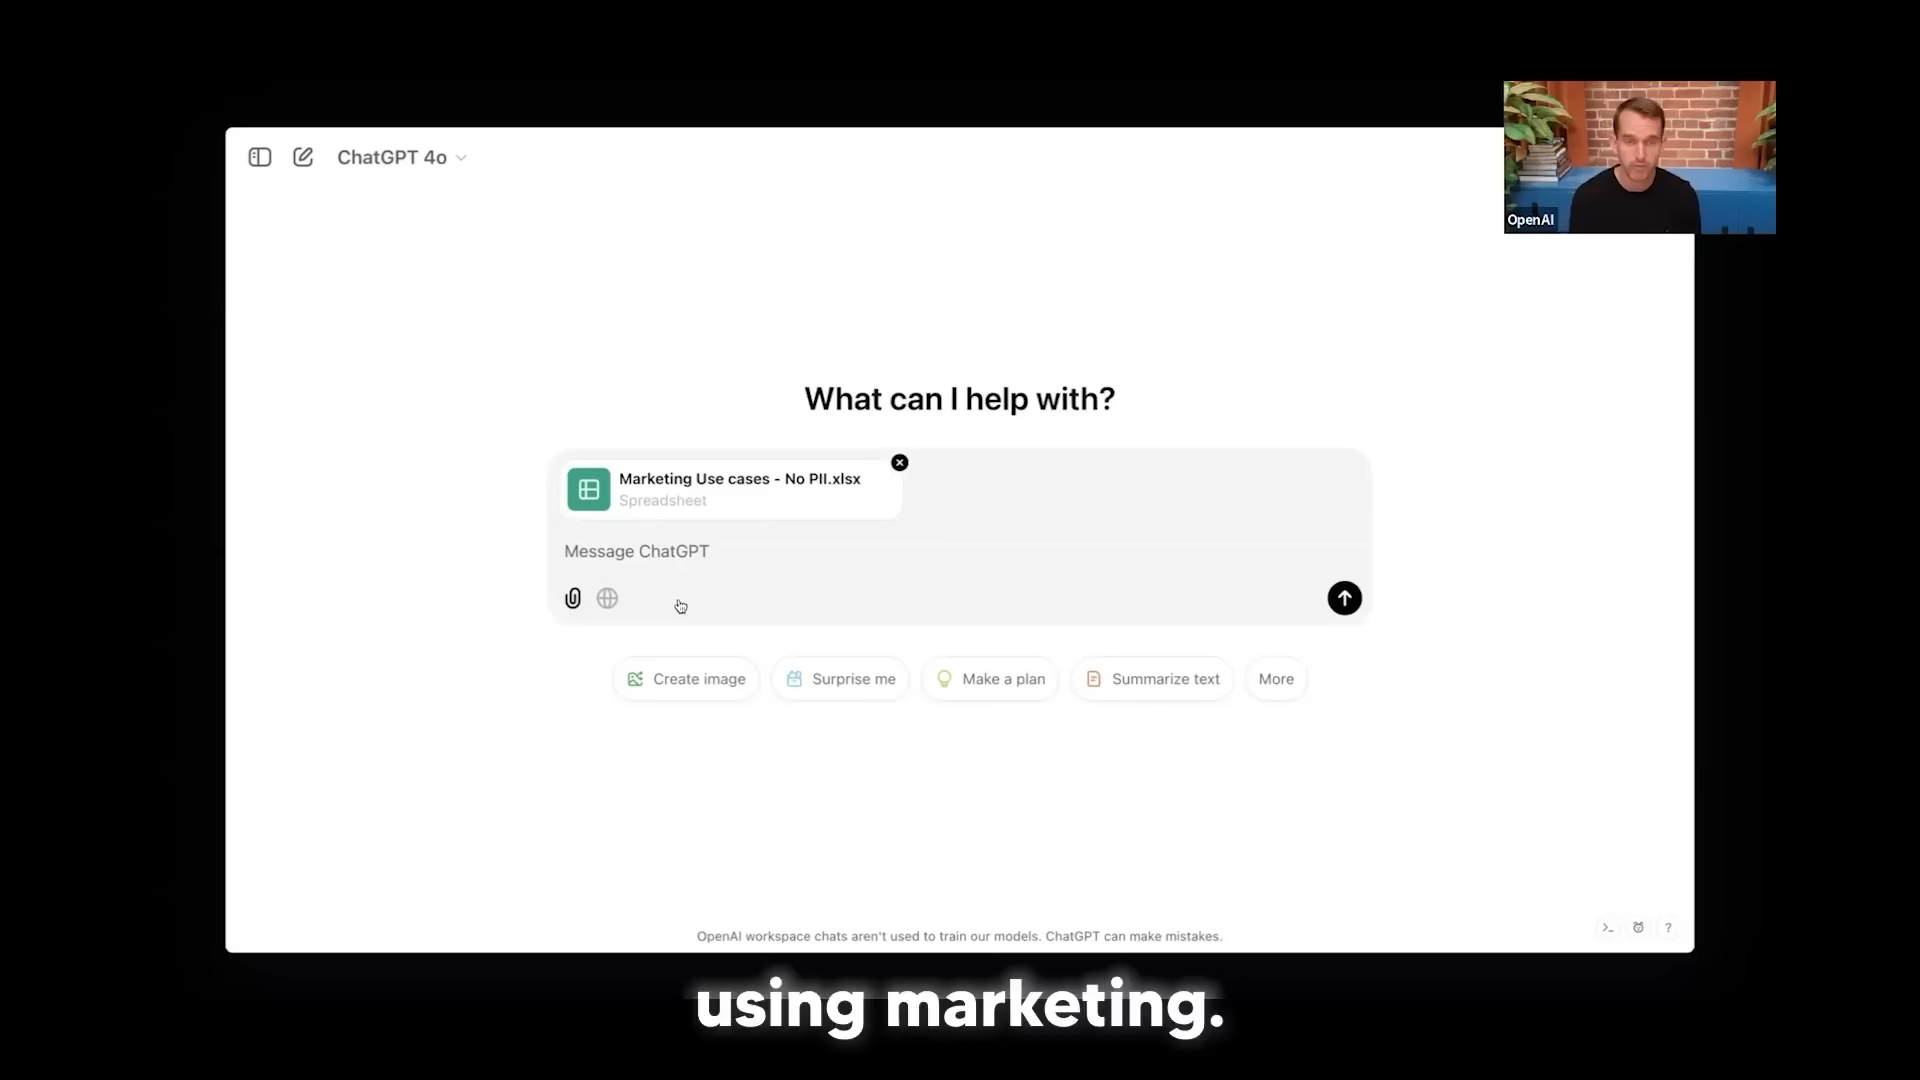 ChatGPT 4o
OpenAI
What can I help with?
Marketing Use cases - No PII.xlsx
Spreadsheet
Message ChatGPT
Create image
Surprise me
Make a plan
Summarize text
More
OpenAI workspace chats aren't used to train our models. ChatGPT can make mistakes.
?
using marketing.